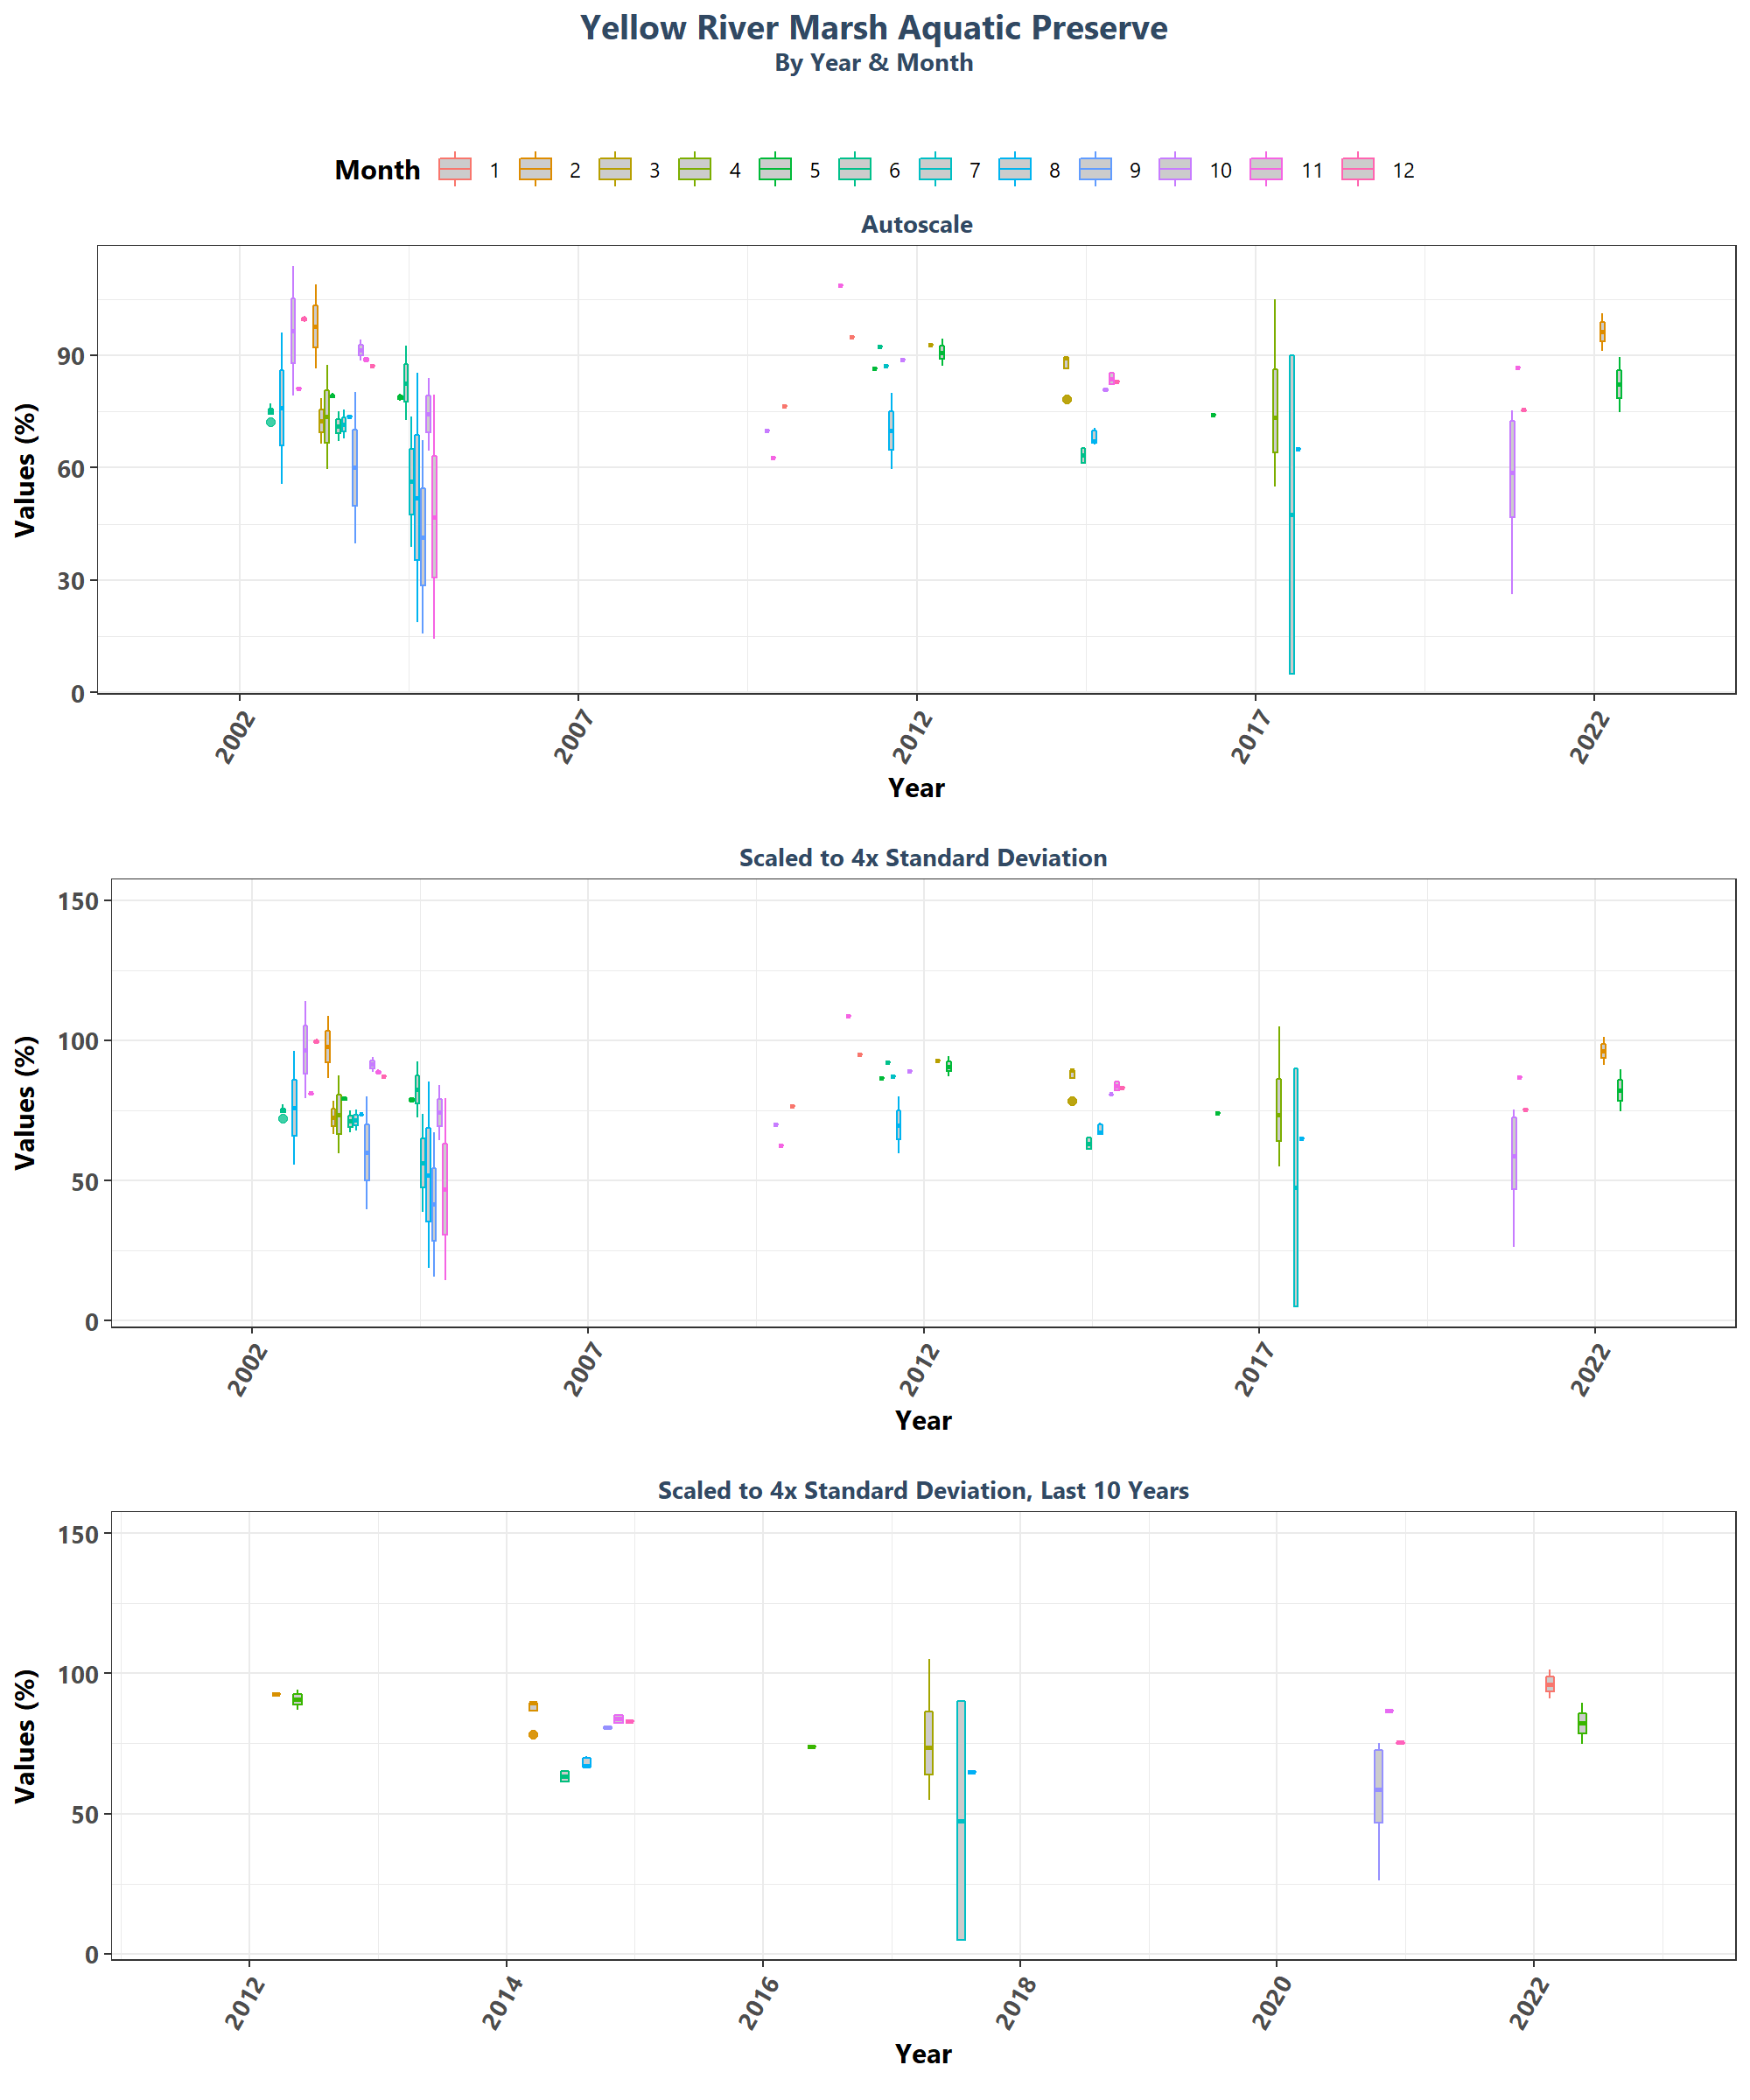 Yellow River Marsh Aquatic Preserve
By Year & Month
Month 1 2 3 4 5 6 7 8 9 10 11 12
Autoscale
Values (%)
90
60
30
0
2002 2007 2012 2017 2022
Year
Scaled to 4x Standard Deviation
Values (%)
150
100
50
0
2002 2007 2012 2017 2022
Year
Scaled to 4x Standard Deviation, Last 10 Years
Values (%)
150
100
50
0
2012 2014 2016 2018 2020 2022
Year